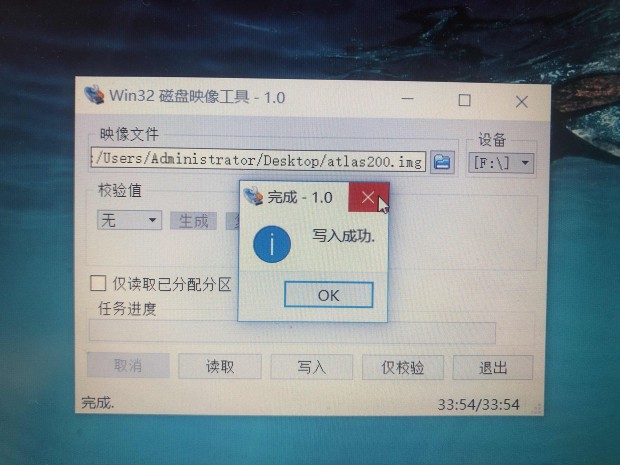 Win32 磁盘映像工具 - 1.0
映像文件
设备
:/Users/Administrator/Desktop/atlas200.img
[F:\]
校验值
无
生成
完成 - 1.0
写入成功.
OK
仅读取已分配分区
任务进度
取消
读取
写入
仅校验
退出
完成.
33:54/33:54